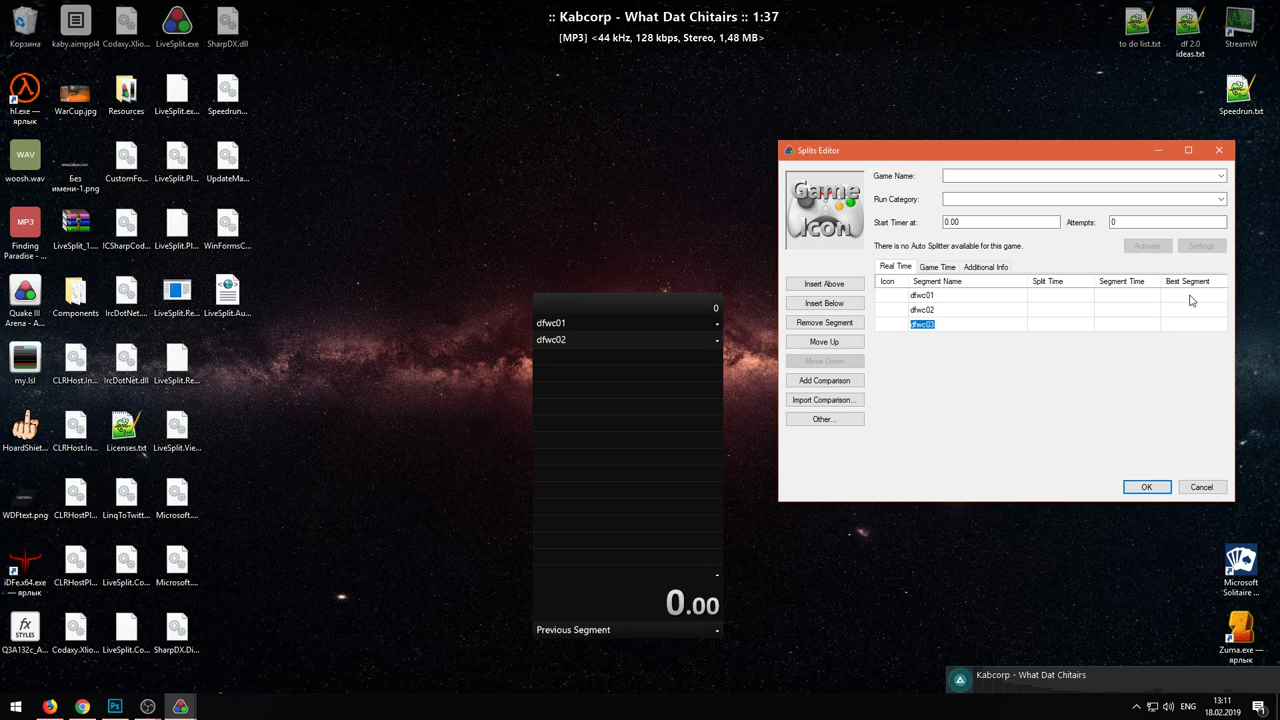 :: Kabcorp - What Dat Chitairs :: 1:37
[MP3] <44 kHz, 128 kbps, Stereo, 1,48 MB>
Корзина
kaby.aimppl4
Codaxy.Xlio...
LiveSplit.exe
SharpDX.dll
to do list.txt
df 2.0
ideas.txt
StreamW
hl.exe —
ярлык
WarCup.jpg
Resources
LiveSplit.ex...
Speedrun...
Speedrun.txt
WAV
woosh.wav
Без
имени-1.png
CustomFo...
LiveSplit.Pl...
UpdateMa...
MP3
Finding
Paradise - ...
LiveSplit_1....
ICSharpCod...
LiveSplit.Pl...
WinFormsC...
Quake III
Arena - A...
Components
IrcDotNet....
LiveSplit.Re...
LiveSplit.Au...
my.lsl
CLRHost.In...
IrcDotNet.dll
LiveSplit.Re...
HoardShiet...
CLRHost.In...
Licenses.txt
LiveSplit.Vie...
WDFtext.png
CLRHostPl...
LinqToTwitt...
Microsoft....
iDFe.x64.exe
— ярлык
CLRHostPl...
LiveSplit.Co...
Microsoft....
fx
STYLES
Q3A132c_A...
Codaxy.Xlio...
LiveSplit.Co...
SharpDX.Di...
Splits Editor
Game
Icon
Game Name:
Run Category:
Start Timer at:
0.00
Attempts:
0
There is no Auto Splitter available for this game.
Activate
Settings
Real Time
Game Time
Additional Info
Icon
Segment Name
Split Time
Segment Time
Best Segment
dfwc01
dfwc02
dfwc03
Insert Above
Insert Below
Remove Segment
Move Up
Move Down
Add Comparison
Import Comparison...
Other...
OK
Cancel
0
dfwc01 -
dfwc02 -
-
0.00
Previous Segment -
Microsoft
Solitaire ...
Zuma.exe —
ярлык
Kabcorp - What Dat Chitairs
Ps
ENG
13:11
18.02.2019
1